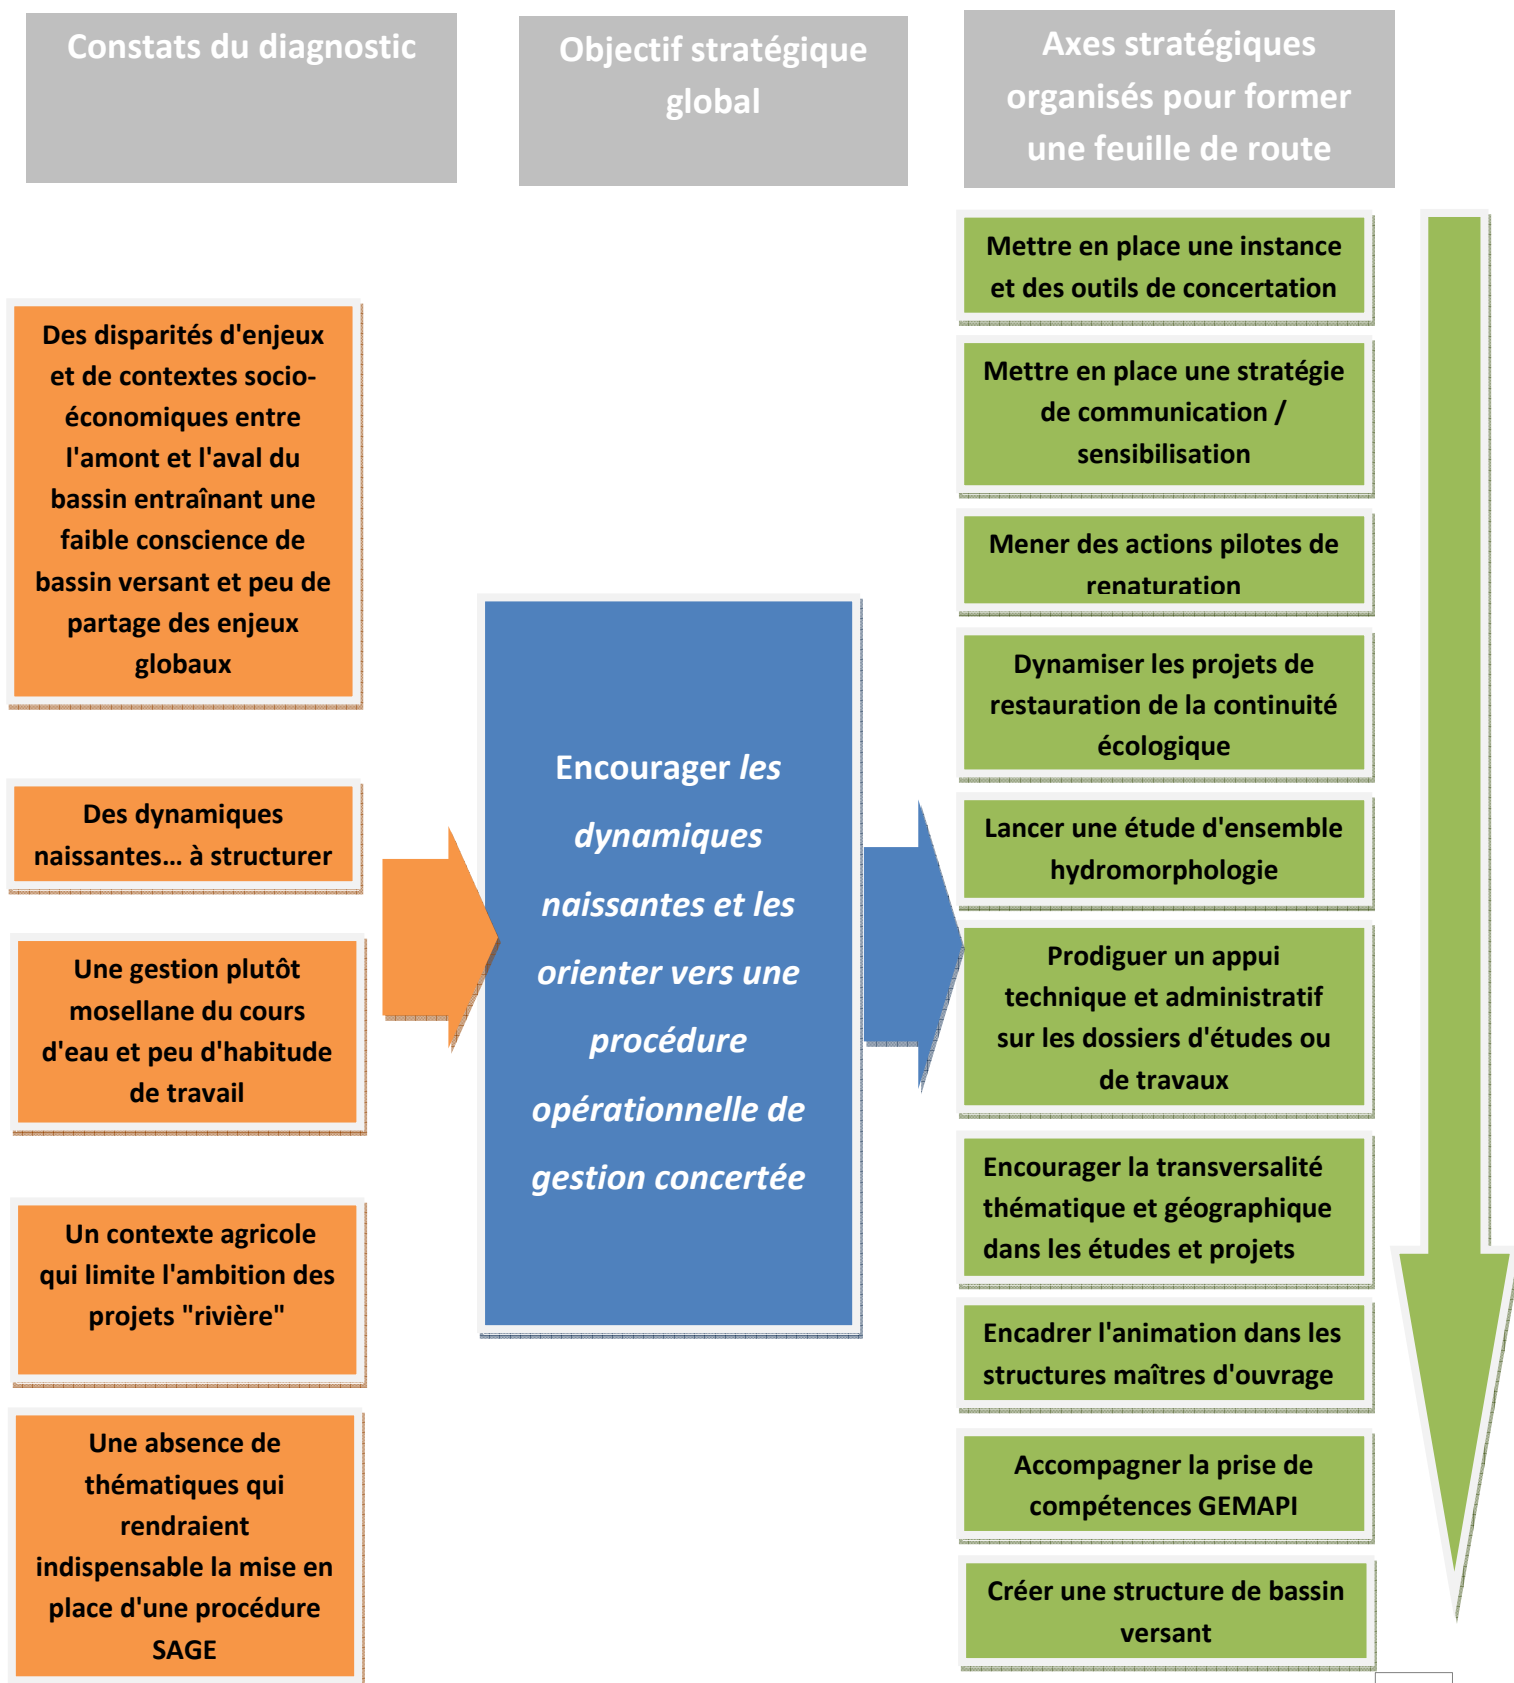 Constats du diagnostic
Objectif stratégique
global
Axes stratégiques
organisés pour former
une feuille de route
Des disparités d'enjeux
et de contextes socio-
économiques entre
l'amont et l'aval du
bassin entraînant une
faible conscience de
bassin versant et peu de
partage des enjeux
globaux
Des dynamiques
naissantes… à structurer
Une gestion plutôt
mosellane du cours
d'eau et peu d'habitude
de travail
Un contexte agricole
qui limite l'ambition des
projets "rivière"
Une absence de
thématiques qui
rendraient
indispensable la mise en
place d'une procédure
SAGE
Encourager les
dynamiques
naissantes et les
orienter vers une
procédure
opérationnelle de
gestion concertée
Mettre en place une instance
et des outils de concertation
Mettre en place une stratégie
de communication /
sensibilisation
Mener des actions pilotes de
renaturation
Dynamiser les projets de
restauration de la continuité
écologique
Lancer une étude d'ensemble
hydromorphologie
Prodiguer un appui
technique et administratif
sur les dossiers d'études ou
de travaux
Encourager la transversalité
thématique et géographique
dans les études et projets
Encadrer l'animation dans les
structures maîtres d'ouvrage
Accompagner la prise de
compétences GEMAPI
Créer une structure de bassin
versant